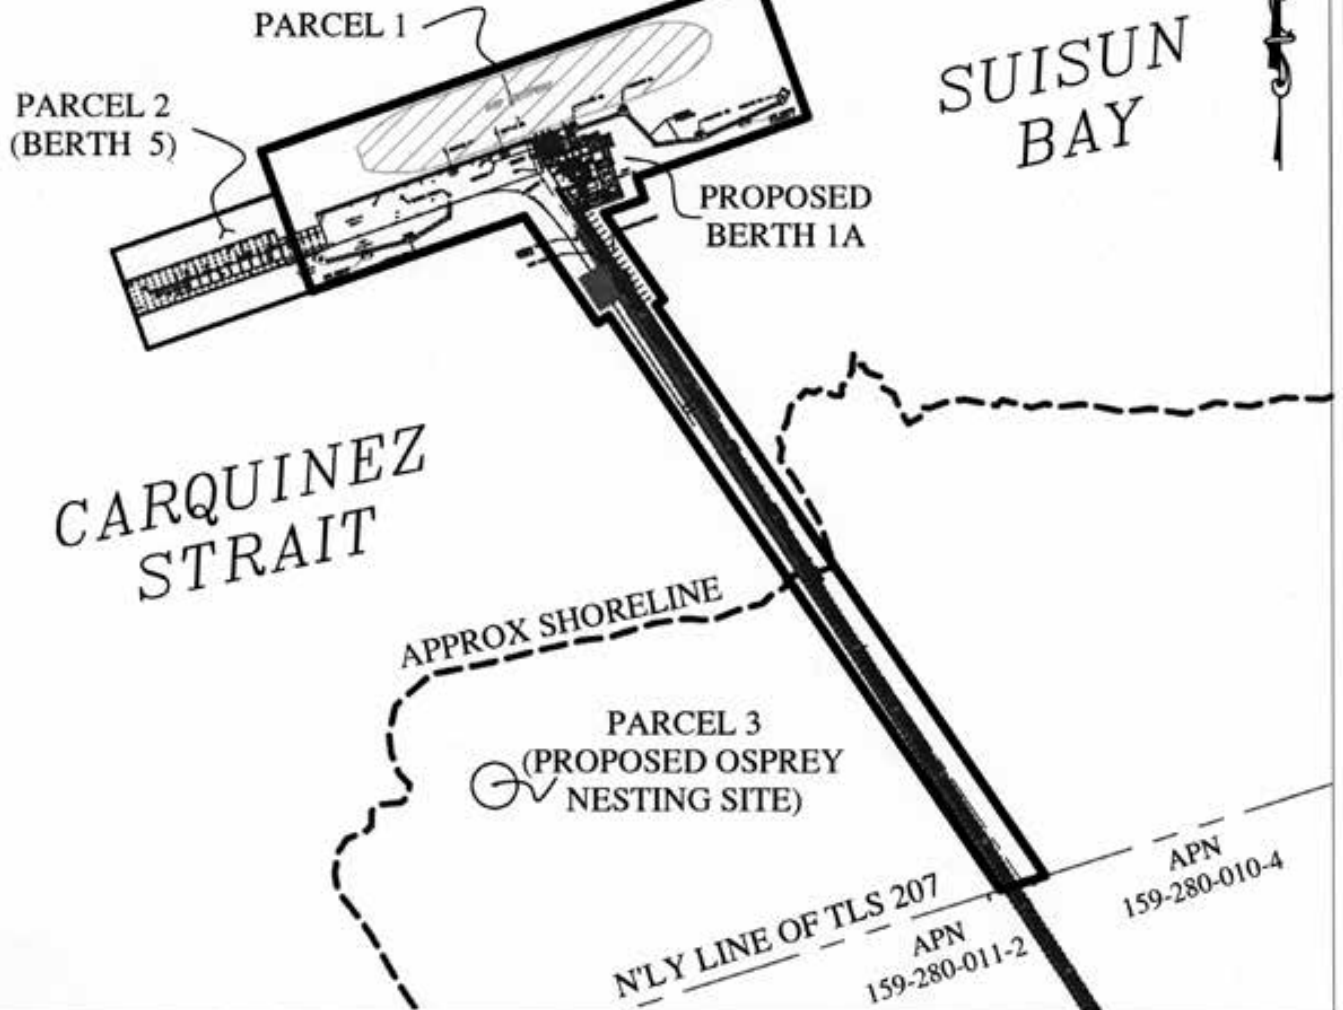 PARCEL 1
SUISUN
BAY
PARCEL 2
(BERTH 5)
PROPOSED
BERTH 1A
CARQUINEZ
STRAIT
APPROX SHORELINE
PARCEL 3
(PROPOSED OSPREY
NESTING SITE)
N'LY LINE OF TLS 207
APN
159-280-010-4
APN
159-280-011-2